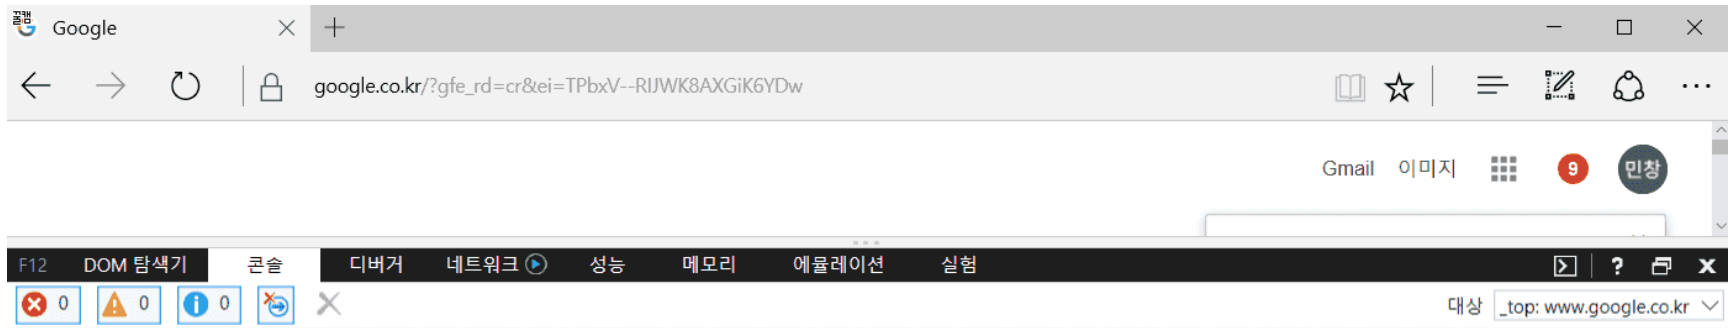 꿀캠
Google
google.co.kr/?gfe_rd=cr&ei=TPbxV--RIJWK8AXGiK6YDw
Gmail 이미지 9 민창
F12 DOM 탐색기 콘솔 디버거 네트워크 성능 메모리 에뮬레이션 실험 ?
0 0 0 대상 _top: www.google.co.kr